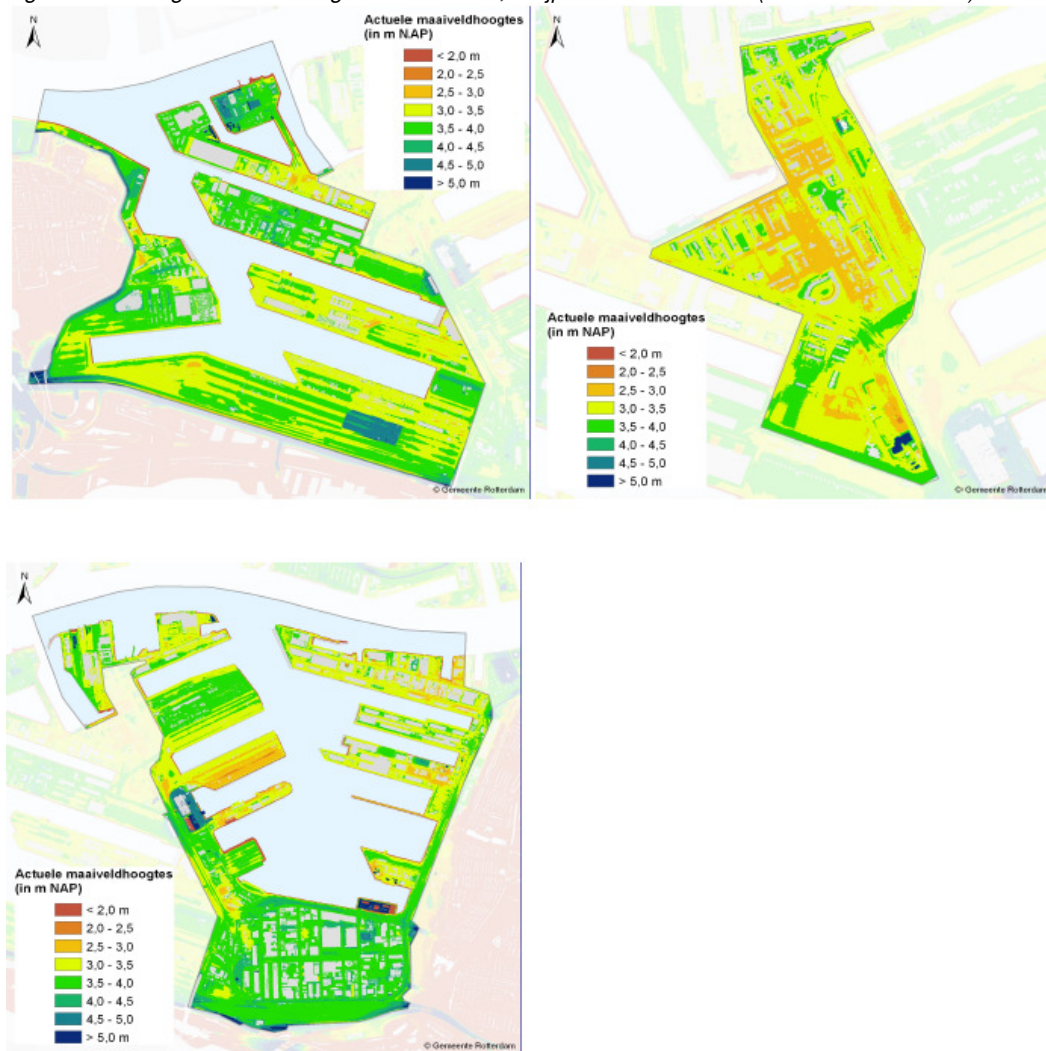 N
Actuele maaiveldhoogtes
(in m NAP)
< 2,0 m
2,0 - 2,5
2,5 - 3,0
3,0 - 3,5
3,5 - 4,0
4,0 - 4,5
4,5 - 5,0
> 5,0 m
© Gemeente Rotterdam
N
Actuele maaiveldhoogtes
(in m NAP)
< 2,0 m
2,0 - 2,5
2,5 - 3,0
3,0 - 3,5
3,5 - 4,0
4,0 - 4,5
4,5 - 5,0
> 5,0 m
© Gemeente Rotterdam
N
Actuele maaiveldhoogtes
(in m NAP)
< 2,0 m
2,0 - 2,5
2,5 - 3,0
3,0 - 3,5
3,5 - 4,0
4,0 - 4,5
4,5 - 5,0
> 5,0 m
© Gemeente Rotterdam